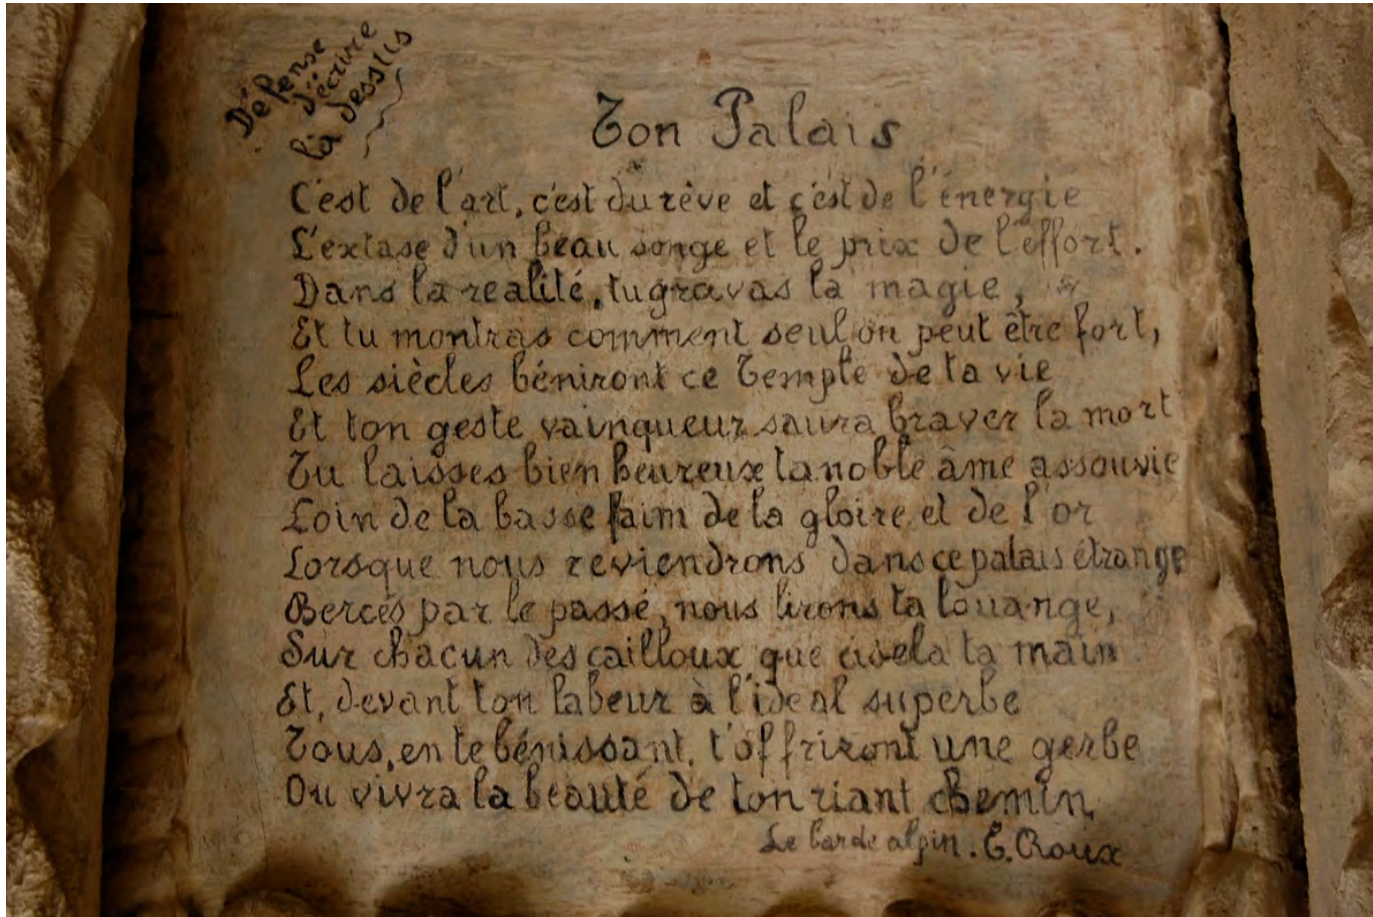 Défense
d'écrire
là dessus
Ton Palais
C'est de l'art, c'est du rêve et c'est de l'énergie
L'extase d'un beau songe et le prix de l'effort.
Dans la realité, tu gravas la magie,
Et tu montras comment seul on peut être fort,
Les siècles béniront ce Temple de ta vie
Et ton geste vainqueur saura braver la mort
Tu laisses bien heureux ta noble âme assouvie
Loin de la basse faim de la gloire et de l'or
Lorsque nous reviendrons dans ce palais étrange
Bercés par le passé, nous lirons ta louange,
Sur chacun des cailloux que cisela ta main
Et, devant ton labeur à l'ideal superbe
Tous, en te bénissant, t'offriront une gerbe
Ou vivra la beauté de ton riant chemin,
Le barde alpin. E. Roux